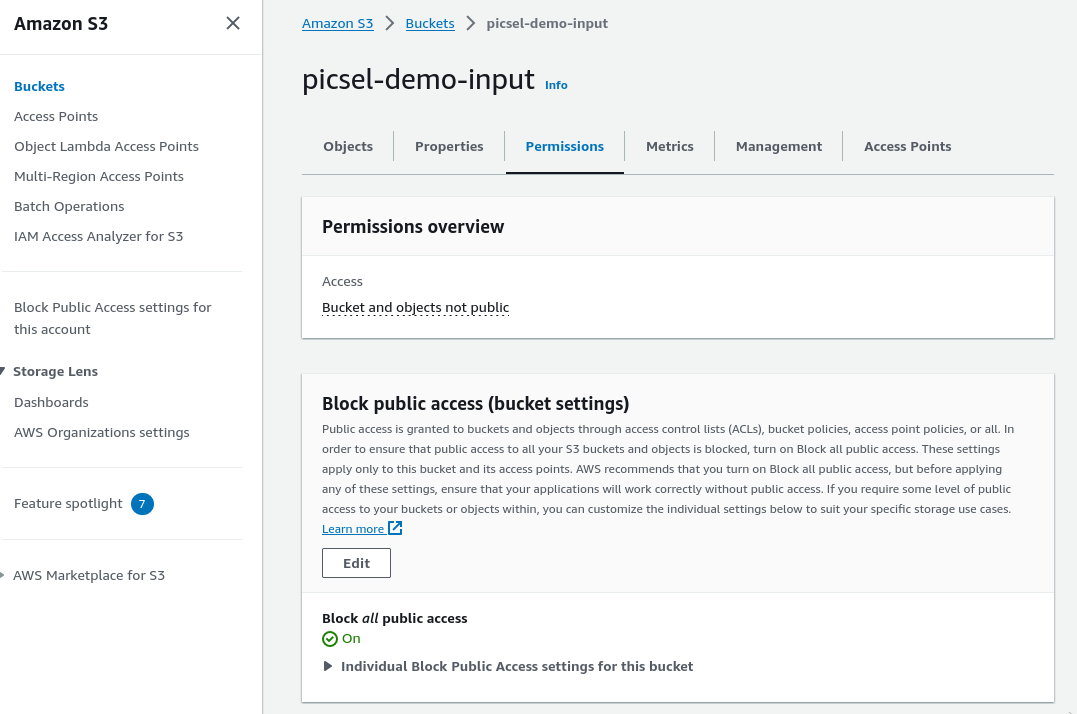 Amazon S3
Buckets
Access Points
Object Lambda Access Points
Multi-Region Access Points
Batch Operations
IAM Access Analyzer for S3
Block Public Access settings for
this account
Storage Lens
Dashboards
AWS Organizations settings
Feature spotlight 7
AWS Marketplace for S3
Amazon S3 Buckets picsel-demo-input
picsel-demo-input Info
Objects Properties Permissions Metrics Management Access Points
Permissions overview
Access
Bucket and objects not public
Block public access (bucket settings)
Public access is granted to buckets and objects through access control lists (ACLs), bucket policies, access point policies, or all. In
order to ensure that public access to all your S3 buckets and objects is blocked, turn on Block all public access. These settings
apply only to this bucket and its access points. AWS recommends that you turn on Block all public access, but before applying
any of these settings, ensure that your applications will work correctly without public access. If you require some level of public
access to your buckets or objects within, you can customize the individual settings below to suit your specific storage use cases.
Learn more
Edit
Block all public access
On
Individual Block Public Access settings for this bucket